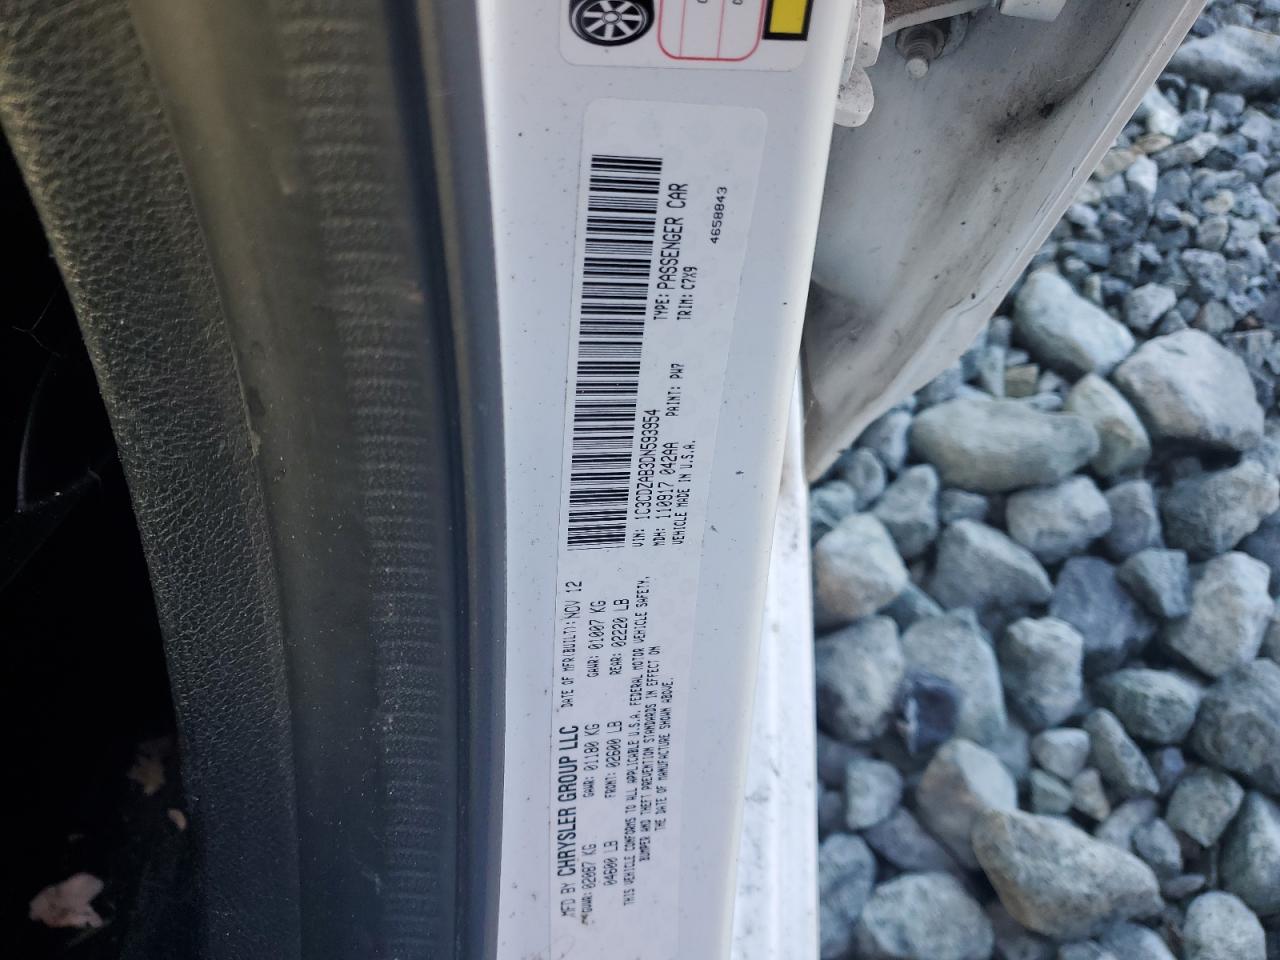 MFD BY CHRYSLER GROUP LLC
DATE OF MFR(BUILT): NOV 12
GVWR: 02087 KG
GAWR: 01180 KG
GAWR: 01007 KG
04600 LB
FRONT: 02600 LB
REAR: 02220 LB
THIS VEHICLE CONFORMS TO ALL APPLICABLE U.S.A. FEDERAL MOTOR VEHICLE SAFETY,
BUMPER AND THEFT PREVENTION STANDARDS IN EFFECT ON
THE DATE OF MANUFACTURE SHOWN ABOVE.
VIN: 1C3CDZAB3DN593954
TYPE: PASSENGER CAR
MDH: 110917 042AA
PAINT: PW7
TRIM: C7X9
VEHICLE MADE IN U.S.A.
4658843